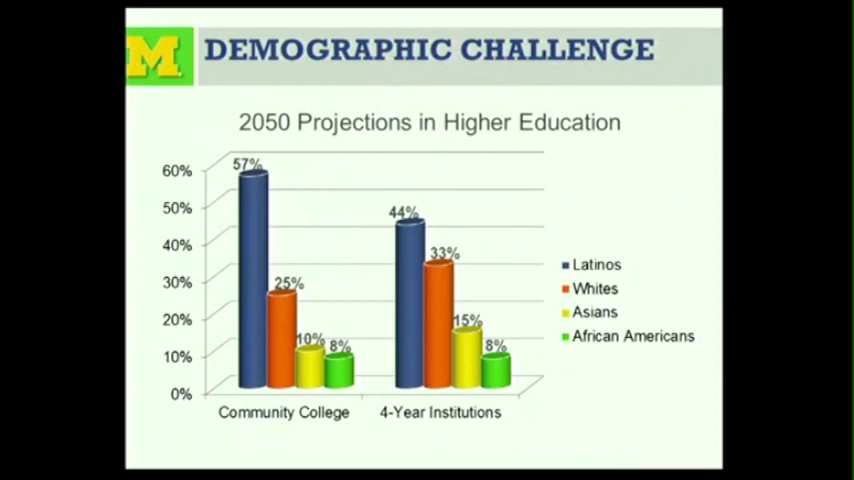 M
DEMOGRAPHIC CHALLENGE
2050 Projections in Higher Education
60%
50%
40%
30%
20%
10%
0%
57%
25%
10%
8%
44%
33%
15%
8%
Community College
4-Year Institutions
Latinos
Whites
Asians
African Americans